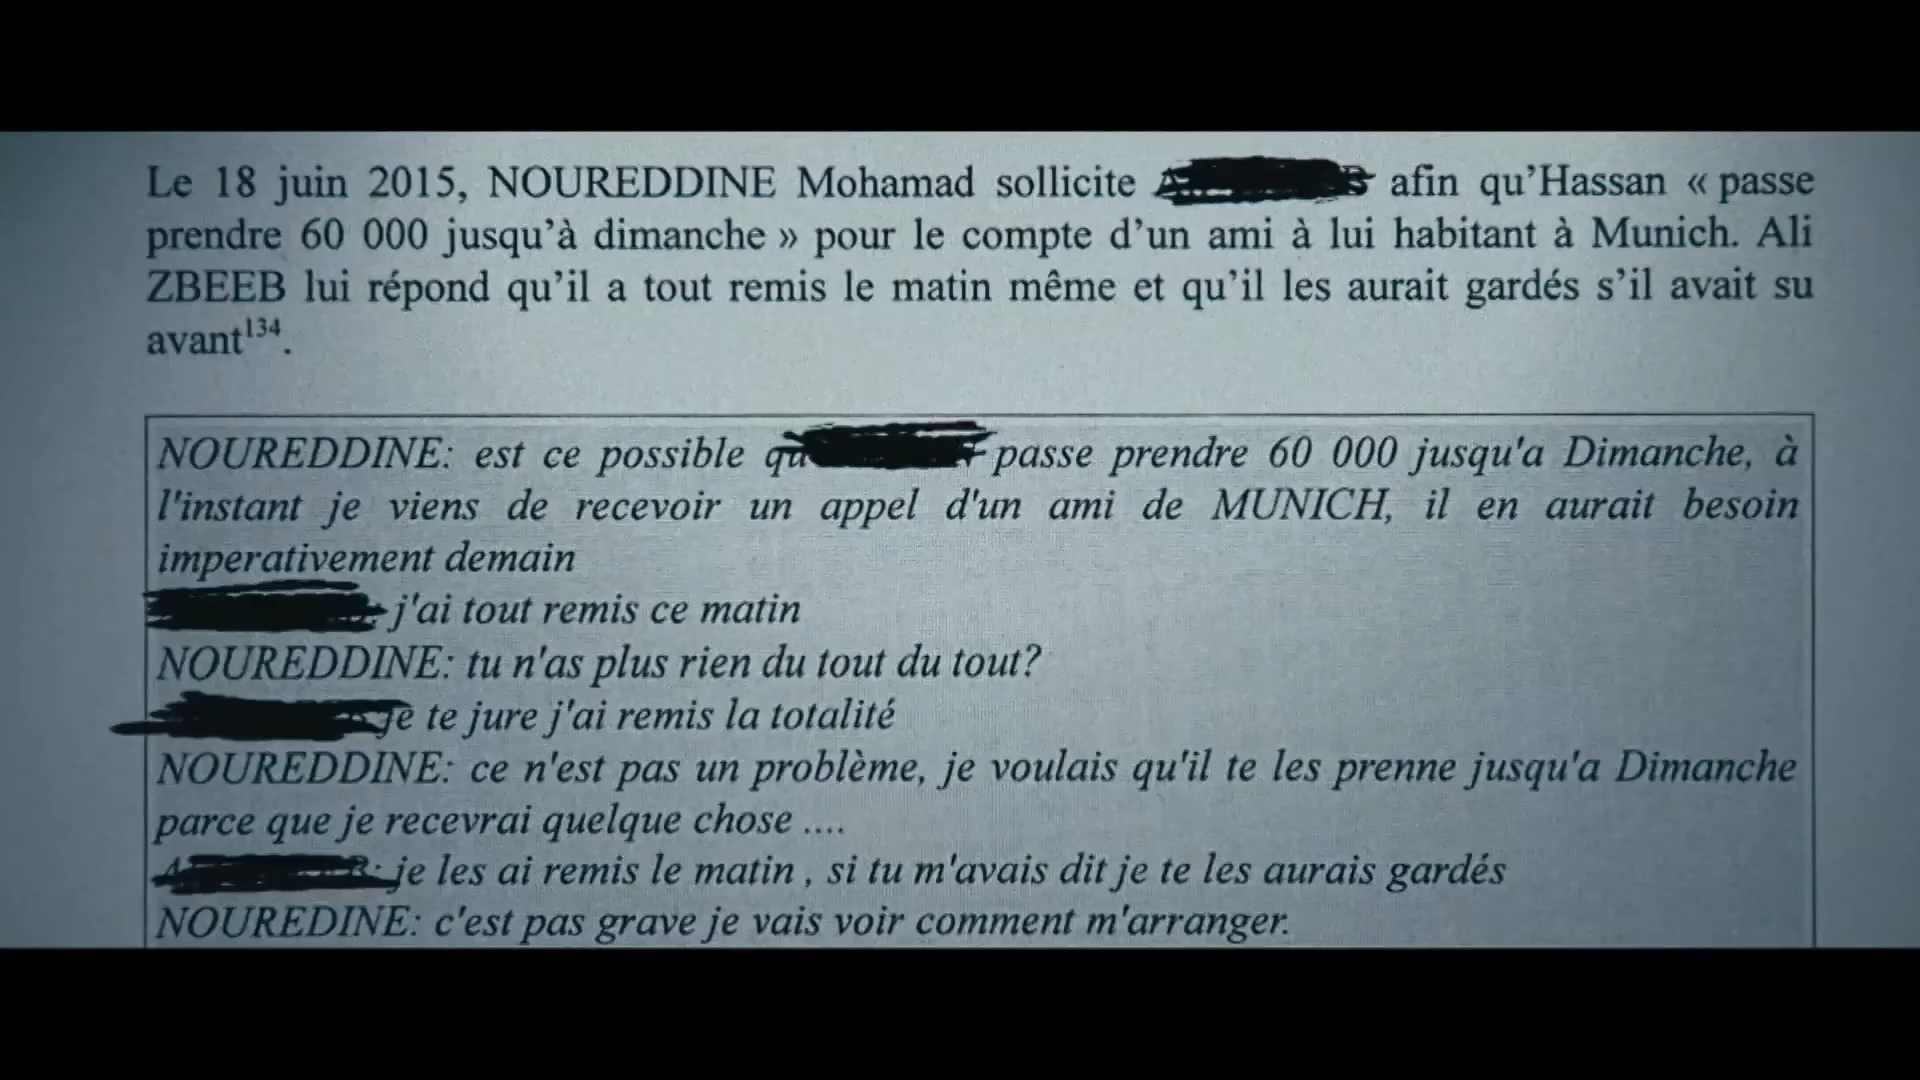 Le 18 juin 2015, NOUREDDINE Mohamad sollicite afin qu'Hassan « passe
prendre 60 000 jusqu'à dimanche » pour le compte d'un ami à lui habitant à Munich. Ali
ZBEEB lui répond qu'il a tout remis le matin même et qu'il les aurait gardés s'il avait su
avant134.
NOUREDDINE: est ce possible passe prendre 60 000 jusqu'a Dimanche, à
l'instant je viens de recevoir un appel d'un ami de MUNICH, il en aurait besoin
imperativement demain
j'ai tout remis ce matin
NOUREDDINE: tu n'as plus rien du tout du tout?
je te jure j'ai remis la totalité
NOUREDDINE: ce n'est pas un problème, je voulais qu'il te les prenne jusqu'a Dimanche
parce que je recevrai quelque chose ....
je les ai remis le matin , si tu m'avais dit je te les aurais gardés
NOUREDINE: c'est pas grave je vais voir comment m'arranger.